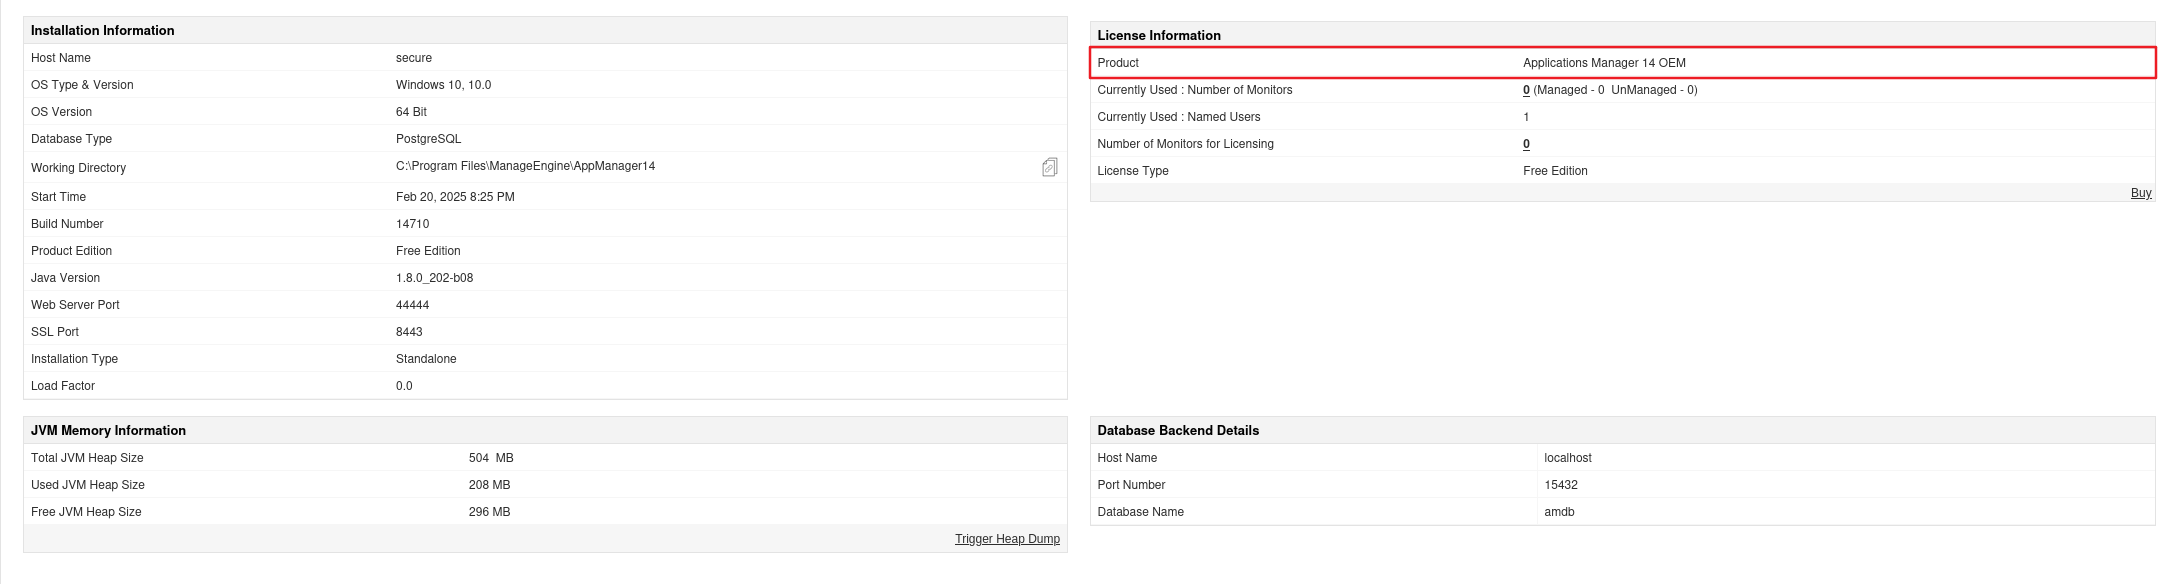 Installation Information
Host Name secure
OS Type & Version Windows 10, 10.0
OS Version 64 Bit
Database Type PostgreSQL
Working Directory C:\Program Files\ManageEngine\AppManager14
Start Time Feb 20, 2025 8:25 PM
Build Number 14710
Product Edition Free Edition
Java Version 1.8.0_202-b08
Web Server Port 44444
SSL Port 8443
Installation Type Standalone
Load Factor 0.0
License Information
Product Applications Manager 14 OEM
Currently Used : Number of Monitors 0 (Managed - 0 UnManaged - 0)
Currently Used : Named Users 1
Number of Monitors for Licensing 0
License Type Free Edition
Buy
JVM Memory Information
Total JVM Heap Size 504 MB
Used JVM Heap Size 208 MB
Free JVM Heap Size 296 MB
Trigger Heap Dump
Database Backend Details
Host Name localhost
Port Number 15432
Database Name amdb